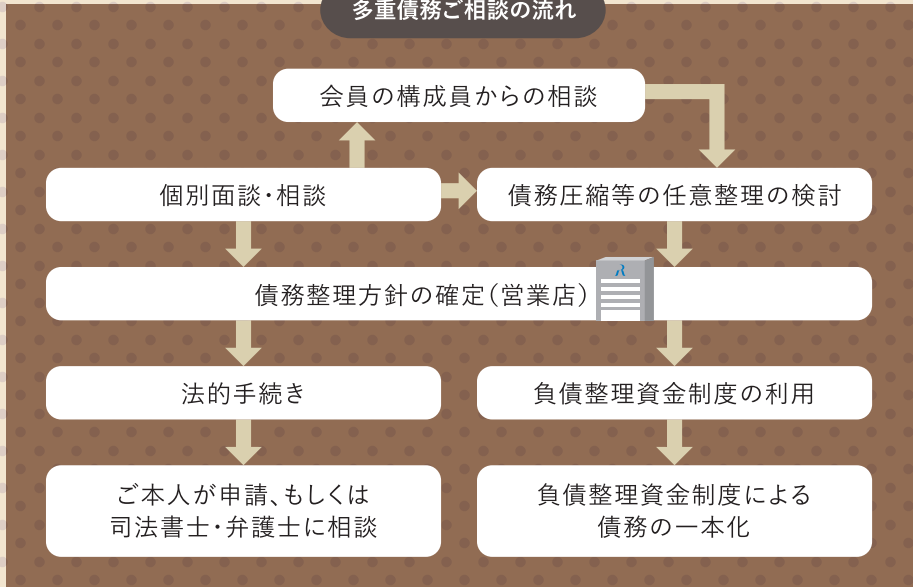 多重債務ご相談の流れ
会員の構成員からの相談
個別面談・相談
債務圧縮等の任意整理の検討
債務整理方針の確定(営業店)
法的手続き
負債整理資金制度の利用
ご本人が申請、もしくは
司法書士・弁護士に相談
負債整理資金制度による
債務の一本化